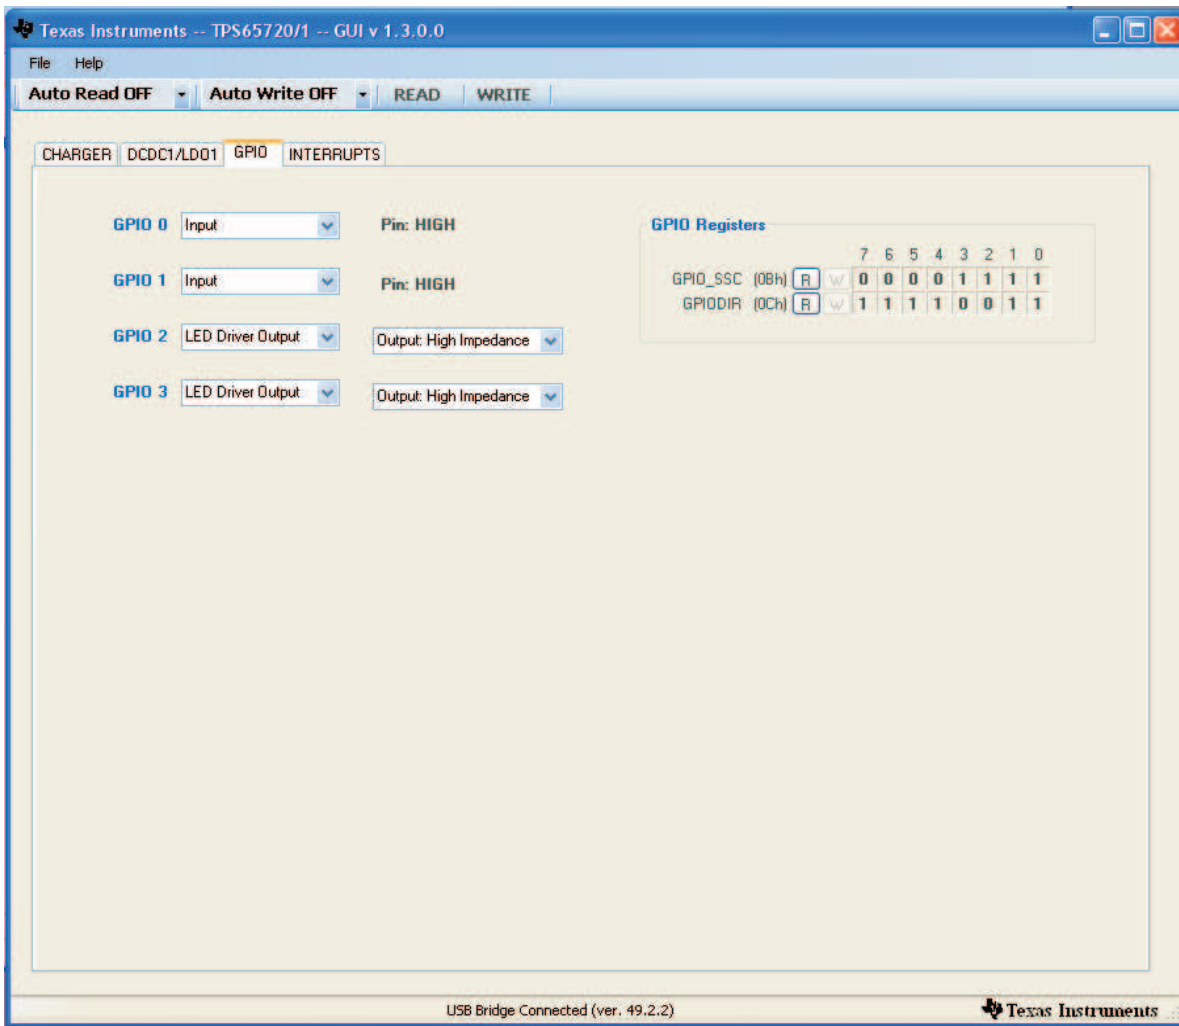 Texas Instruments -- TPS65720/1 -- GUI v 1.3.0.0
File Help
Auto Read OFF Auto Write OFF READ WRITE
CHARGER DCDC1/LDO1 GPIO INTERRUPTS
GPIO 0 Input Pin: HIGH
GPIO 1 Input Pin: HIGH
GPIO 2 LED Driver Output Output: High Impedance
GPIO 3 LED Driver Output Output: High Impedance
GPIO Registers
7 6 5 4 3 2 1 0
GPIO_SSC (0Bh) R W 0 0 0 0 1 1 1 1
GPIODIR (0Ch) R W 1 1 1 1 0 0 1 1
USB Bridge Connected (ver. 49.2.2)
Texas Instruments